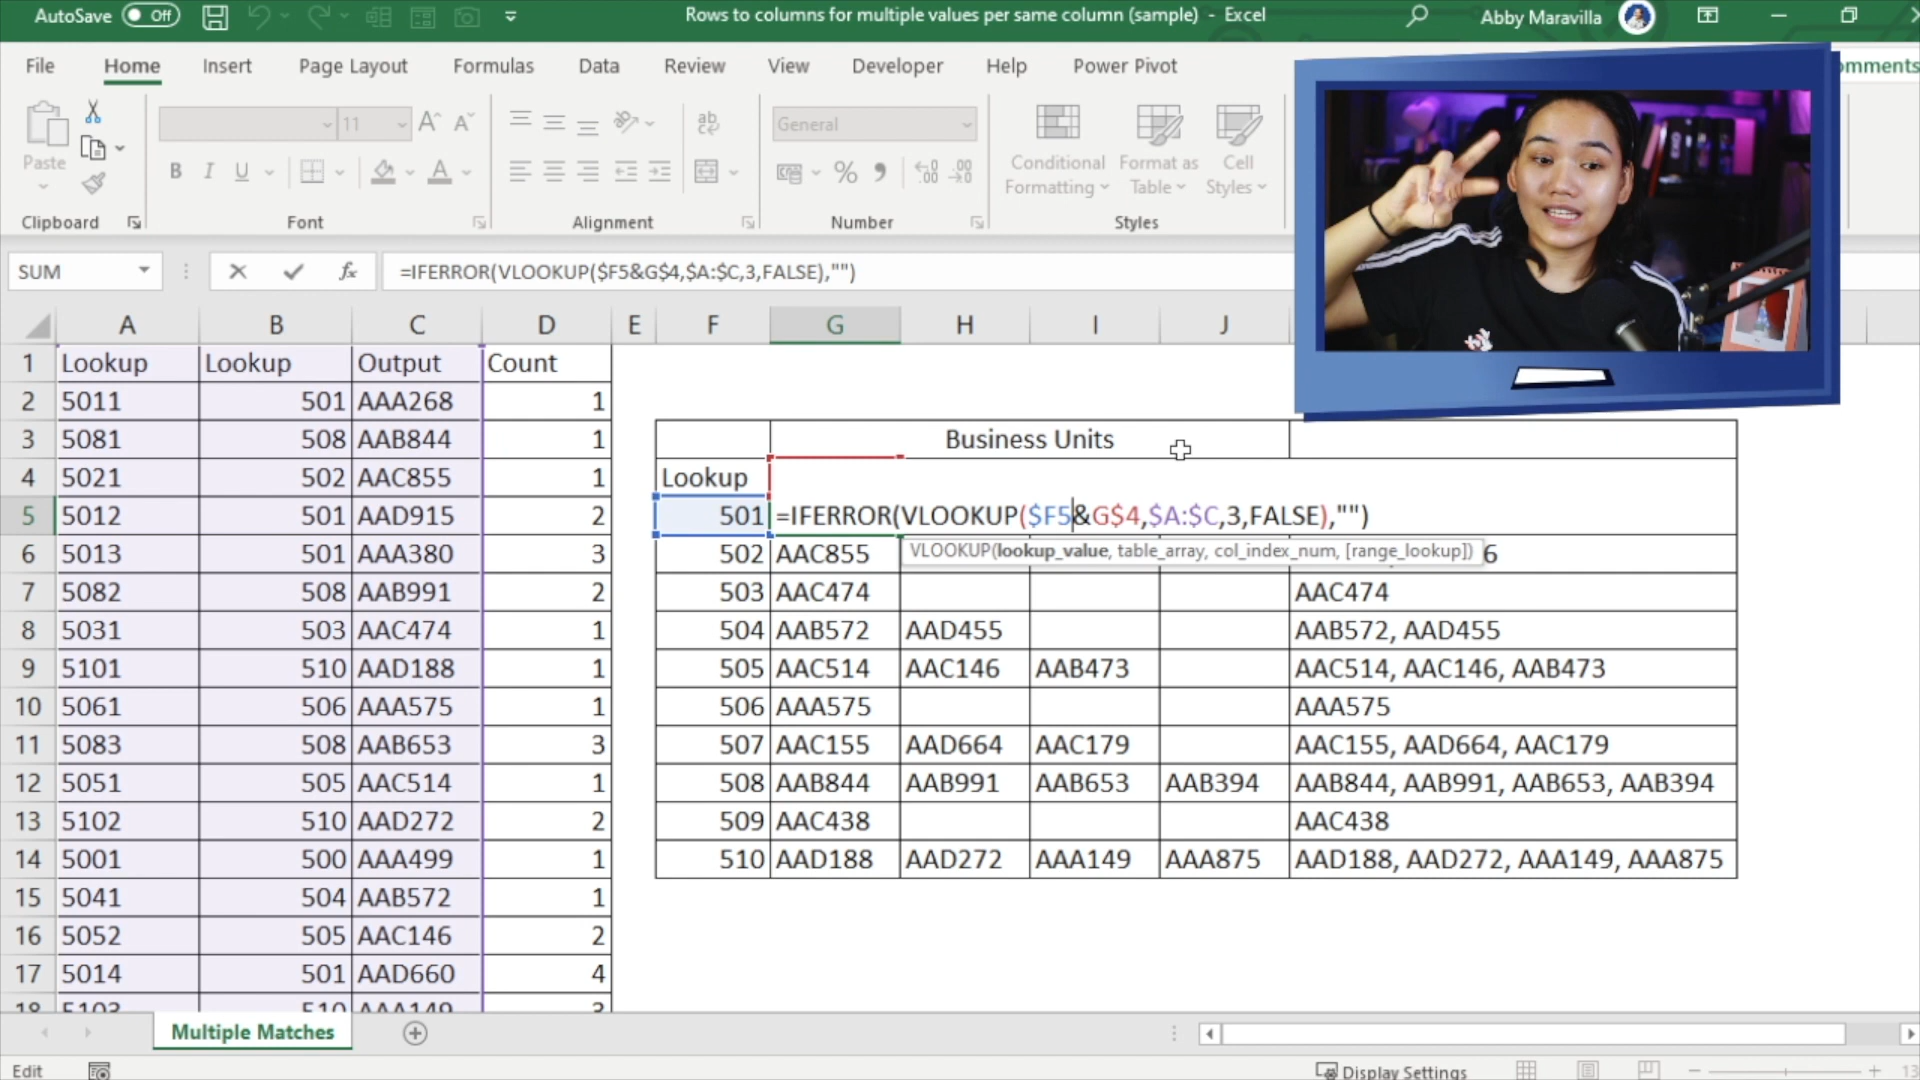 AutoSave Off Rows to columns for multiple values per same column (sample) - Excel Abby Maravilla
File Home Insert Page Layout Formulas Data Review View Developer Help Power Pivot omments
11 General
Paste B I U ab % Conditional Formatting Format as Table Cell Styles
Clipboard Font Alignment Number Styles
SUM fx =IFERROR(VLOOKUP($F5&G$4,$A:$C,3,FALSE),"")
A B C D E F G H I J
1 Lookup Lookup Output Count
2 5011 501 AAA268 1
3 5081 508 AAB844 1 Business Units
4 5021 502 AAC855 1 Lookup
5 5012 501 AAD915 2 501 =IFERROR(VLOOKUP($F5&G$4,$A:$C,3,FALSE),"")
VLOOKUP(lookup_value, table_array, col_index_num, [range_lookup])
6 5013 501 AAA380 3 502 AAC855 6
7 5082 508 AAB991 2 503 AAC474 AAC474
8 5031 503 AAC474 1 504 AAB572 AAD455 AAB572, AAD455
9 5101 510 AAD188 1 505 AAC514 AAC146 AAB473 AAC514, AAC146, AAB473
10 5061 506 AAA575 1 506 AAA575 AAA575
11 5083 508 AAB653 3 507 AAC155 AAD664 AAC179 AAC155, AAD664, AAC179
12 5051 505 AAC514 1 508 AAB844 AAB991 AAB653 AAB394 AAB844, AAB991, AAB653, AAB394
13 5102 510 AAD272 2 509 AAC438 AAC438
14 5001 500 AAA499 1 510 AAD188 AAD272 AAA149 AAA875 AAD188, AAD272, AAA149, AAA875
15 5041 504 AAB572 1
16 5052 505 AAC146 2
17 5014 501 AAD660 4
18 5103 510 AAA149 3
Multiple Matches
Edit Display Settings 13